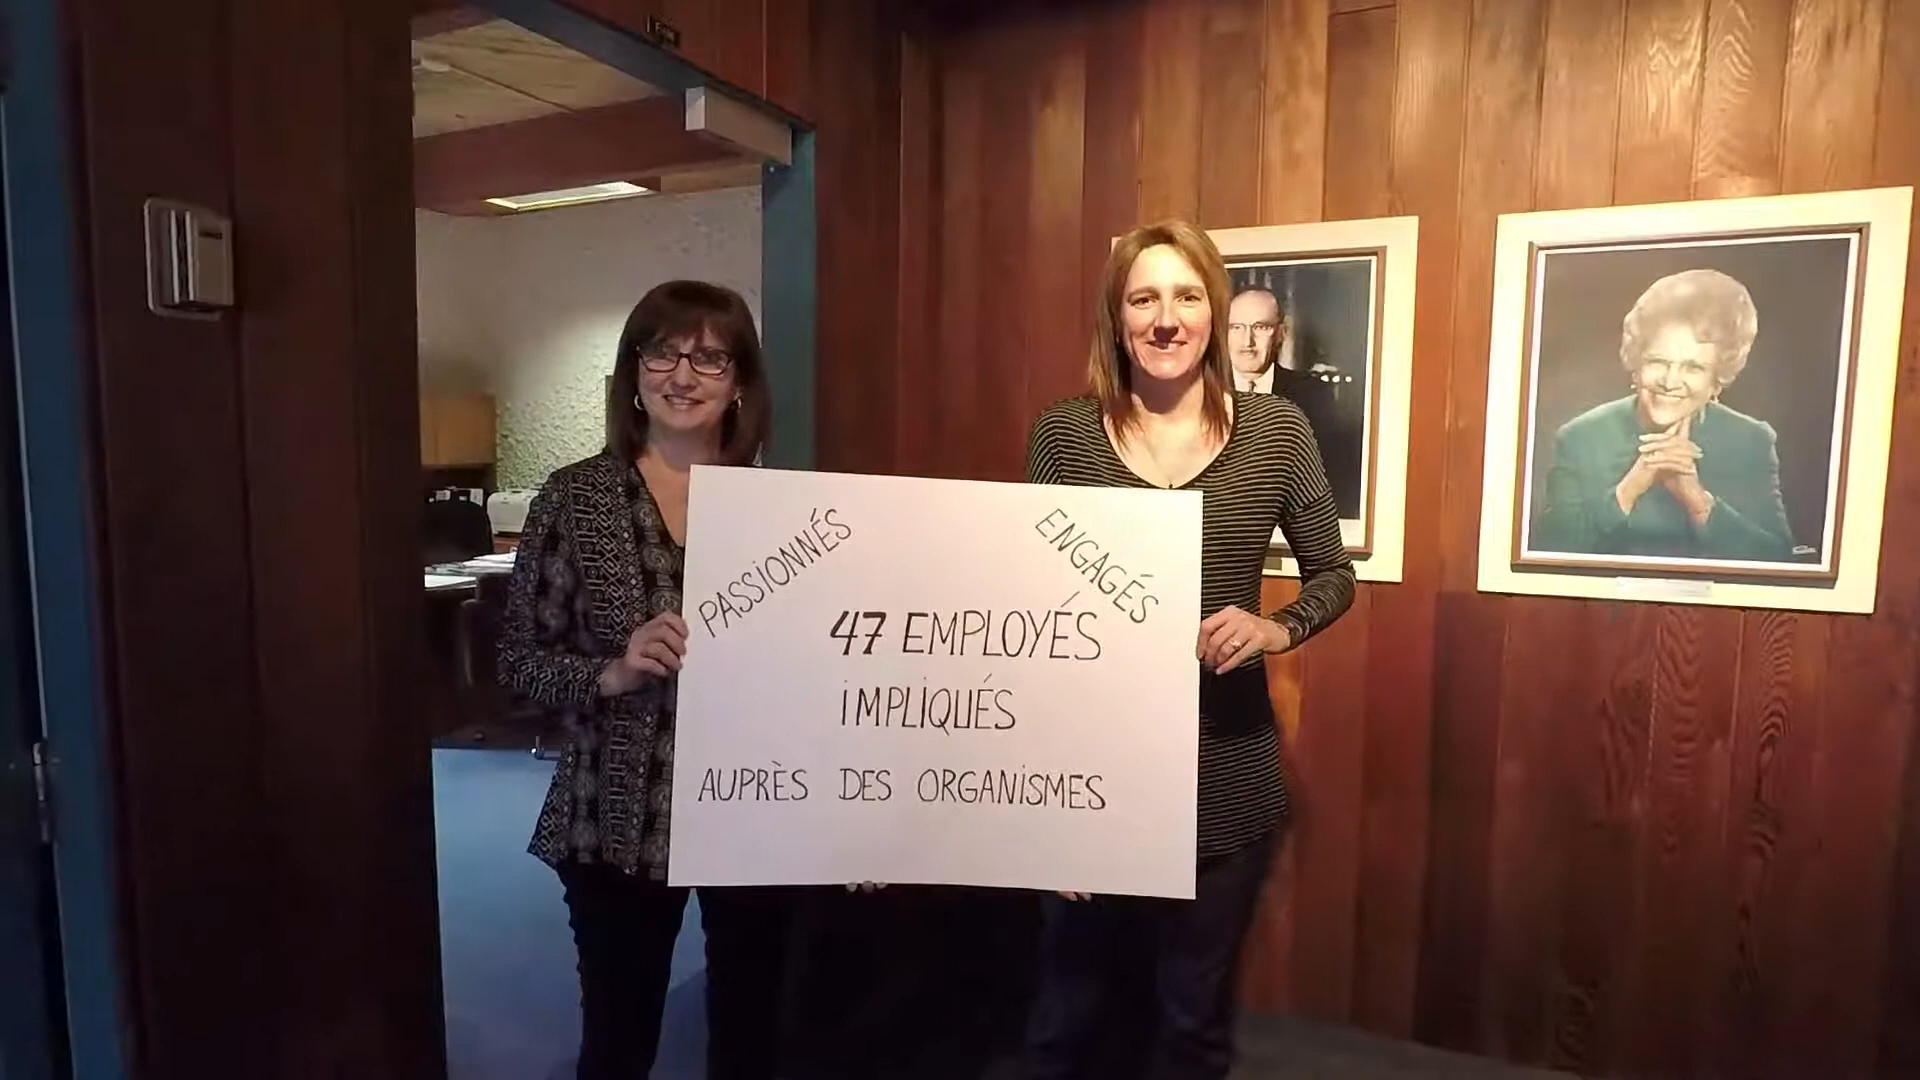 PASSIONNÉS
ENGAGÉS
47 EMPLOYÉS
iMPLiQUÉS
AUPRÈS DES ORGANiSMES